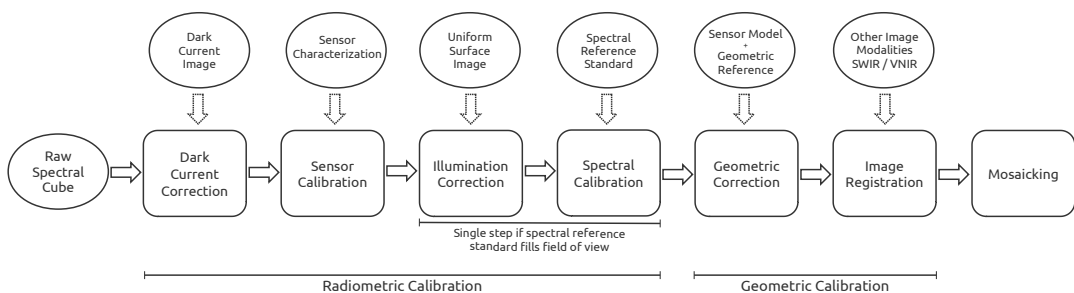 Dark
Current
Image
Sensor
Characterization
Uniform
Surface
Image
Spectral
Reference
Standard
Sensor Model
+
Geometric
Reference
Other Image
Modalities
SWIR / VNIR
Raw
Spectral
Cube
Dark
Current
Correction
Sensor
Calibration
Illumination
Correction
Spectral
Calibration
Geometric
Correction
Image
Registration
Mosaicking
Single step if spectral reference
standard fills field of view
Radiometric Calibration
Geometric Calibration